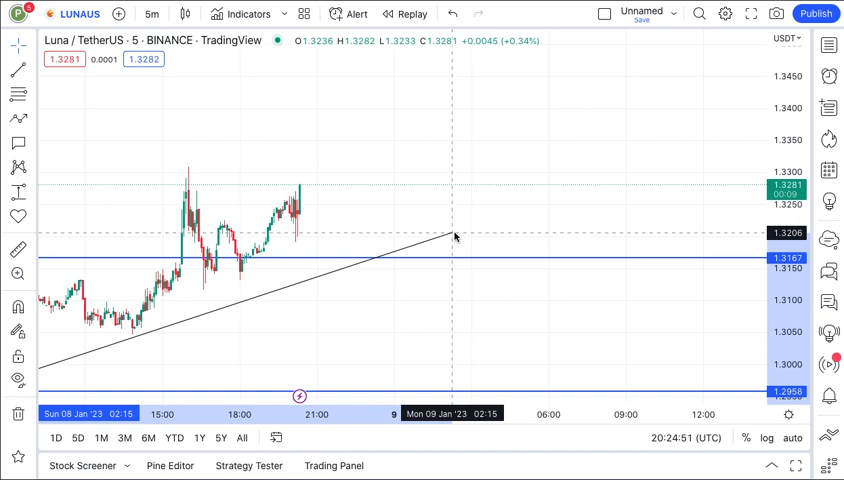 P 5 LUNAUS 5m Indicators Alert Replay Unnamed Save Publish
Luna / TetherUS · 5 · BINANCE · TradingView O1.3236 H1.3282 L1.3233 C1.3281 +0.0045 (+0.34%) USDT
1.3281 0.0001 1.3282
1.3450
1.3400
1.3350
1.3300
1.3281
00:09
1.3250
1.3206
1.3167
1.3150
1.3100
1.3050
1.3000
1.2958
Sun 08 Jan '23 02:15 15:00 18:00 21:00 9 Mon 09 Jan '23 02:15 06:00 09:00 12:00
1D 5D 1M 3M 6M YTD 1Y 5Y All 20:24:51 (UTC) % log auto
Stock Screener Pine Editor Strategy Tester Trading Panel